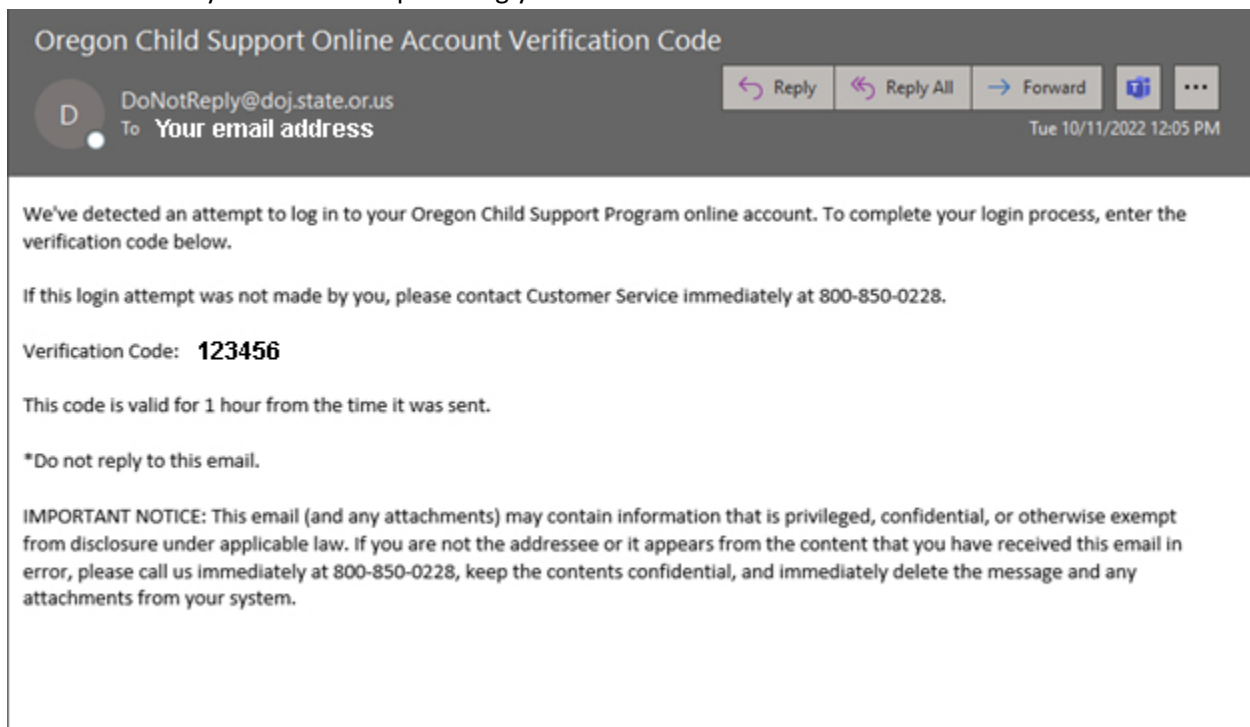 Oregon Child Support Online Account Verification Code
D
DoNotReply@doj.state.or.us
To Your email address
Reply Reply All Forward ...
Tue 10/11/2022 12:05 PM
We've detected an attempt to log in to your Oregon Child Support Program online account. To complete your login process, enter the
verification code below.
If this login attempt was not made by you, please contact Customer Service immediately at 800-850-0228.
Verification Code: 123456
This code is valid for 1 hour from the time it was sent.
*Do not reply to this email.
IMPORTANT NOTICE: This email (and any attachments) may contain information that is privileged, confidential, or otherwise exempt
from disclosure under applicable law. If you are not the addressee or it appears from the content that you have received this email in
error, please call us immediately at 800-850-0228, keep the contents confidential, and immediately delete the message and any
attachments from your system.